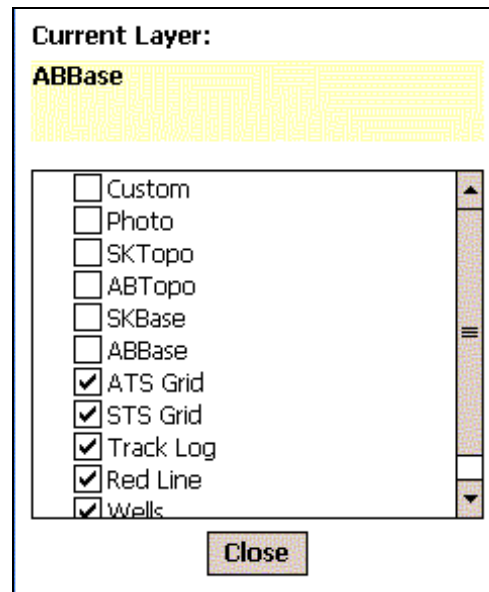 Current Layer:
ABBase
Custom
Photo
SKTopo
ABTopo
SKBase
ABBase
ATS Grid
STS Grid
Track Log
Red Line
Wells
Close